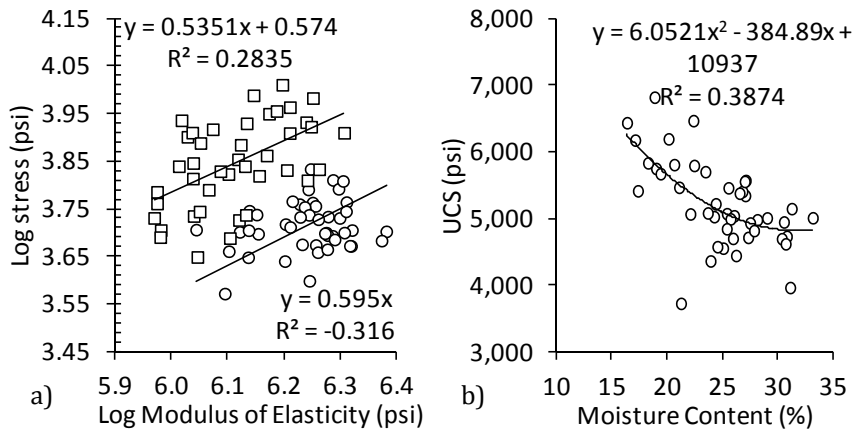 4.15
4.05
3.95
3.85
3.75
3.65
3.55
3.45
Log stress (psi)
y = 0.5351x + 0.574
R² = 0.2835
y = 0.595x
R² = -0.316
5.9 6.0 6.1 6.2 6.3 6.4
a) Log Modulus of Elasticity (psi)
8,000
7,000
6,000
5,000
4,000
3,000
UCS (psi)
y = 6.0521x² - 384.89x +
10937
R² = 0.3874
10 15 20 25 30 35
b) Moisture Content (%)